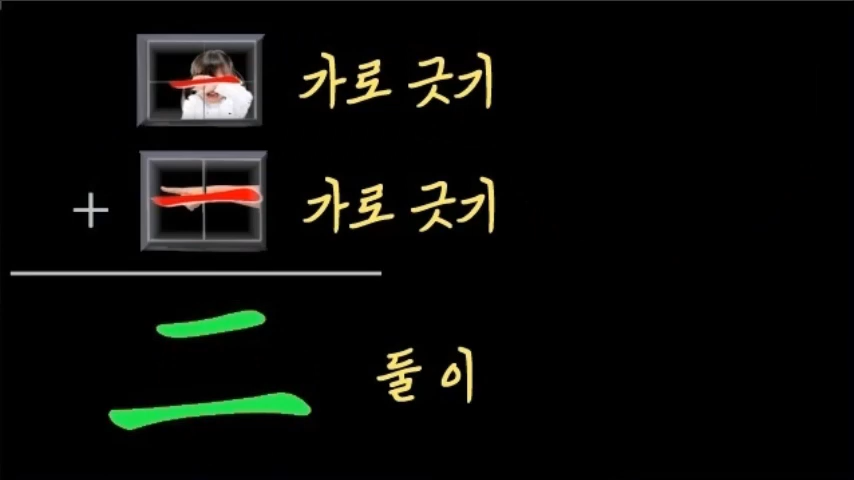 가로 긋기
+ 가로 긋기
二 둘 이